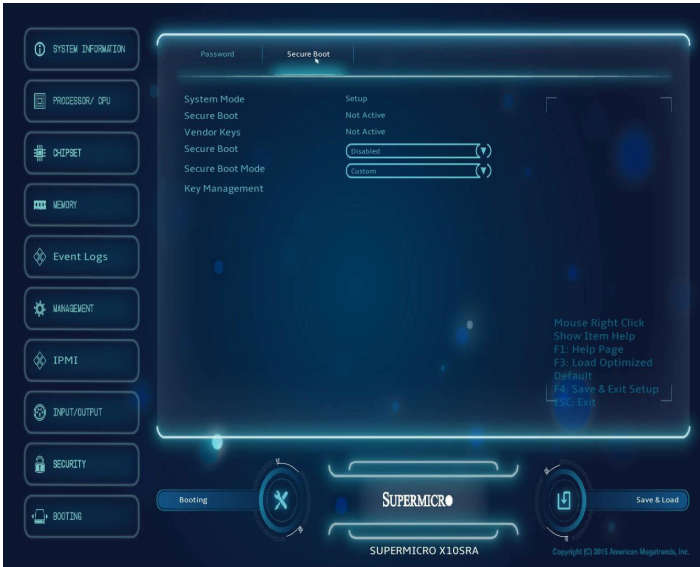 SYSTEM INFORMATION
PROCESSOR/ CPU
CHIPSET
MEMORY
Event Logs
MANAGEMENT
IPMI
INPUT/OUTPUT
SECURITY
BOOTING
Password Secure Boot
System Mode Setup
Secure Boot Not Active
Vendor Keys Not Active
Secure Boot Disabled
Secure Boot Mode Custom
Key Management
Mouse Right Click
Show Item Help
F1: Help Page
F3: Load Optimized
Default
F4: Save & Exit Setup
ESC: Exit
Booting
SUPERMICRO
Save & Load
SUPERMICRO X10SRA
Copyright (C) 2015 American Megatrends, Inc.